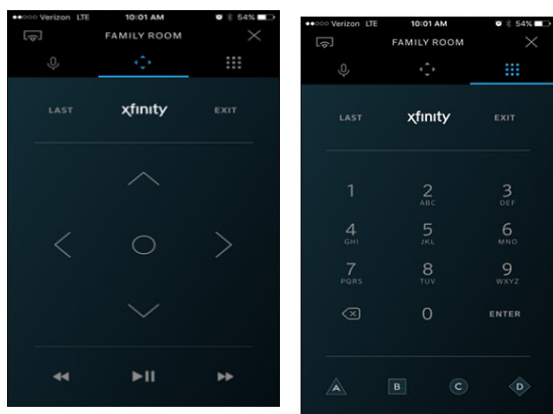 Verizon LTE 10:01 AM 54%
FAMILY ROOM
LAST xfinity EXIT
Verizon LTE 10:01 AM 54%
FAMILY ROOM
LAST xfinity EXIT
1 2 3
ABC DEF
4 5 6
GHI JKL MNO
7 8 9
PQRS TUV WXYZ
0 ENTER
A B C D